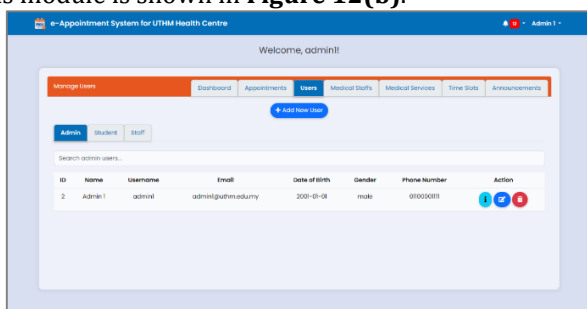 is module is shown in Figure 12(b).
e-Appointment System for UTHM Health Centre
Admin 1
Welcome, admin1!
Manage Users
Dashboard Appointments Users Medical Staffs Medical Services Time Slots Announcements
+ Add New User
Admin Student Staff
Search admin users...
ID Name Username Email Date of Birth Gender Phone Number Action
2 Admin 1 admin1 admin1@uthm.edu.my 2001-01-01 male